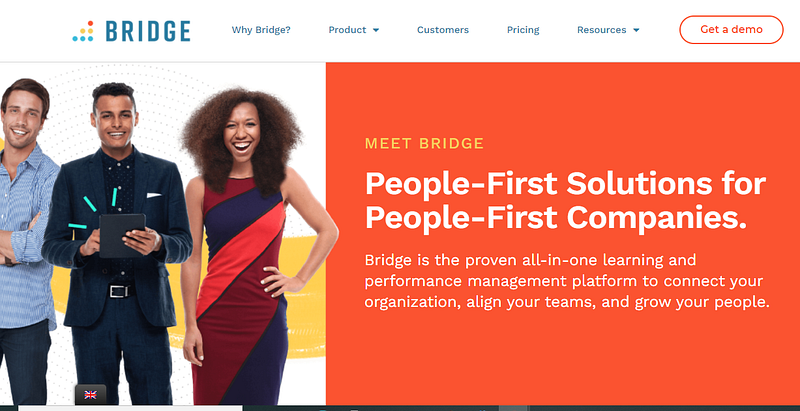 BRIDGE
Why Bridge?
Product
Customers
Pricing
Resources
Get a demo
MEET BRIDGE
People-First Solutions for
People-First Companies.
Bridge is the proven all-in-one learning and
performance management platform to connect your
organization, align your teams, and grow your people.